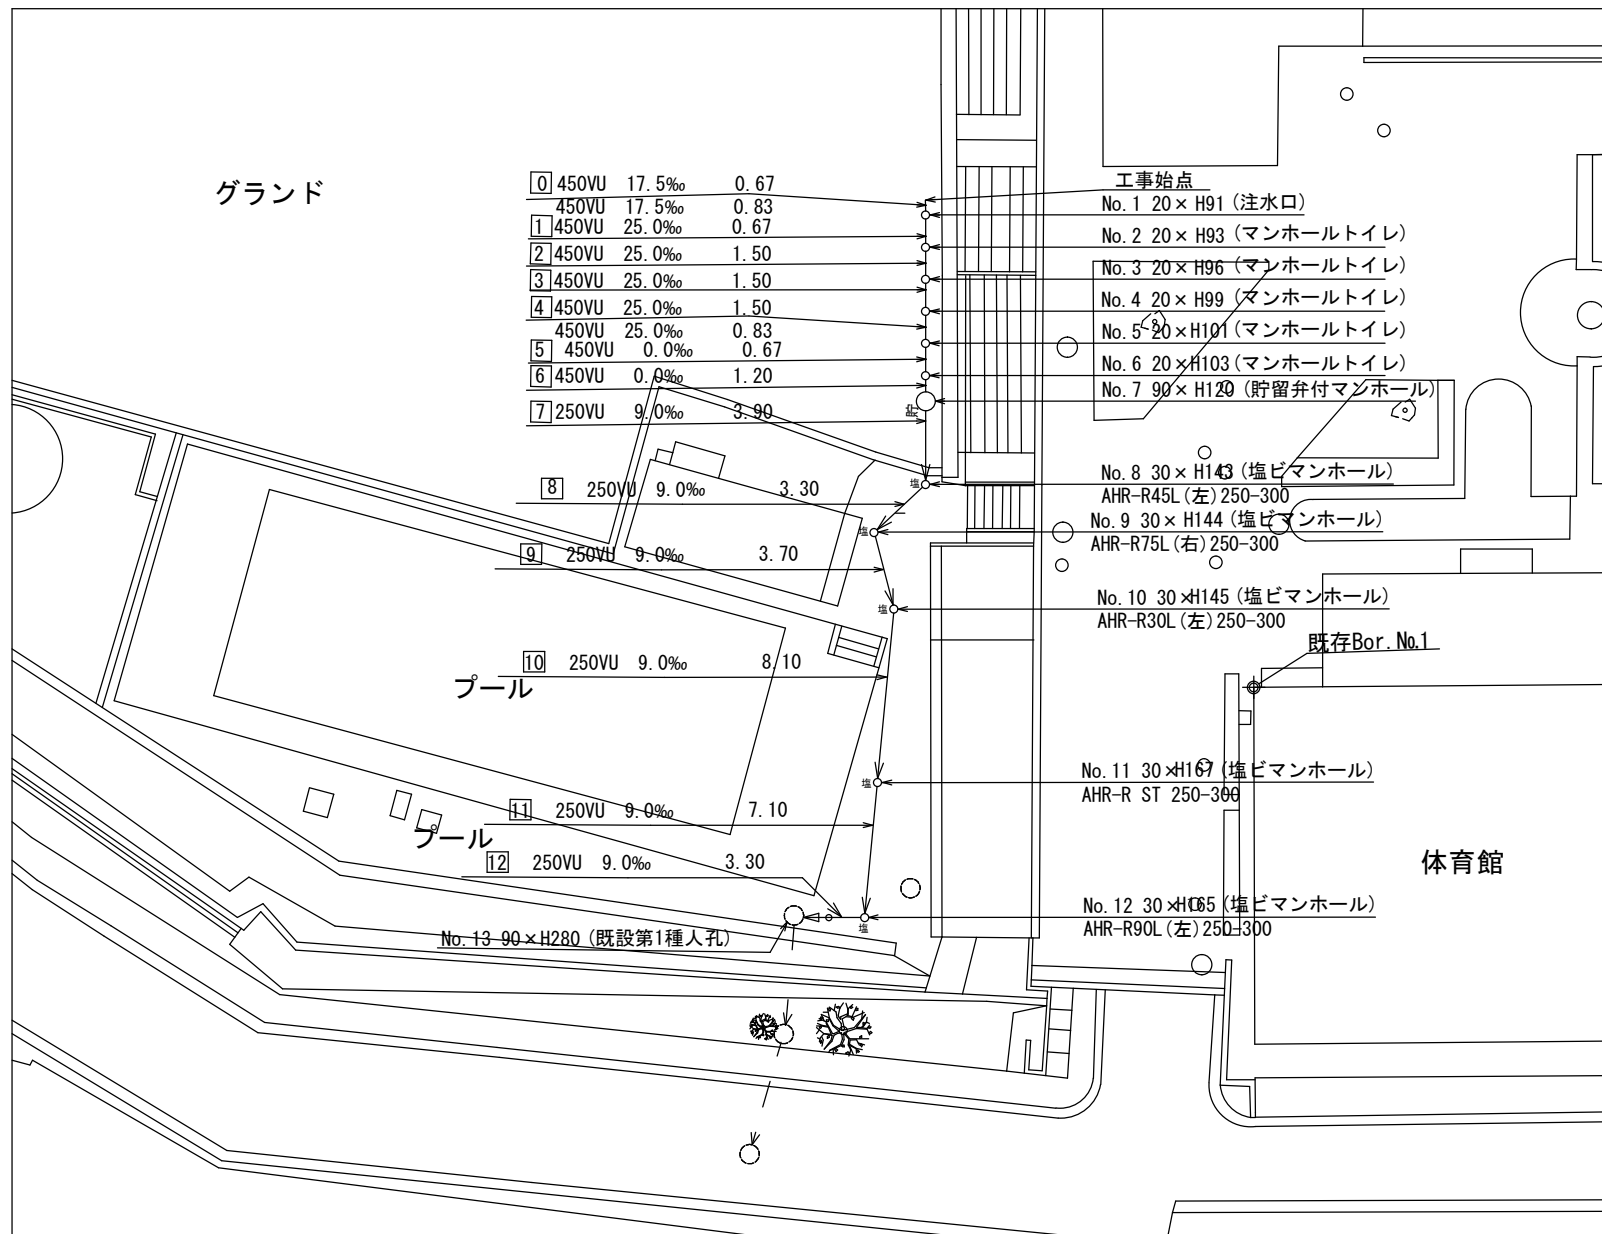 グランド
0 450VU 17.5‰ 0.67
450VU 17.5‰ 0.83
1 450VU 25.0‰ 0.67
2 450VU 25.0‰ 1.50
3 450VU 25.0‰ 1.50
4 450VU 25.0‰ 1.50
450VU 25.0‰ 0.83
5 450VU 0.0‰ 0.67
6 450VU 0.0‰ 1.20
7 250VU 9.0‰ 3.90
8 250VU 9.0‰ 3.30
9 250VU 9.0‰ 3.70
10 250VU 9.0‰ 8.10
11 250VU 9.0‰ 7.10
12 250VU 9.0‰ 3.30
工事始点
No.1 20×H91(注水口)
No.2 20×H93(マンホールトイレ)
No.3 20×H96(マンホールトイレ)
No.4 20×H99(マンホールトイレ)
No.5 20×H101(マンホールトイレ)
No.6 20×H103(マンホールトイレ)
No.7 90×H120(貯留弁付マンホール)
貯
No.8 30×H143(塩ビマンホール)
AHR-R45L(左)250-300
塩
No.9 30×H144(塩ビマンホール)
AHR-R75L(右)250-300
塩
No.10 30×H145(塩ビマンホール)
AHR-R30L(左)250-300
塩
既存Bor.No.1
プール
No.11 30×H167(塩ビマンホール)
AHR-R ST 250-300
塩
プール
体育館
No.12 30×H165(塩ビマンホール)
AHR-R90L(左)250-300
塩
No.13 90×H280(既設第1種人孔)